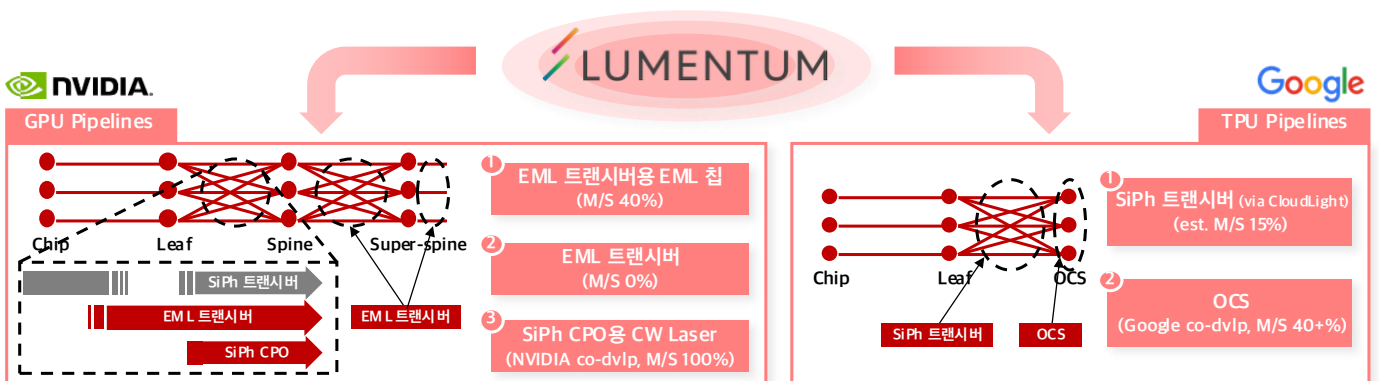 LUMENTUM
NVIDIA.
Google
GPU Pipelines
TPU Pipelines
Chip
Leaf
Spine
Super-spine
SiPh 트랜시버
EML 트랜시버
SiPh CPO
EML 트랜시버
1
EML 트랜시버용 EML 칩
(M/S 40%)
2
EML 트랜시버
(M/S 0%)
3
SiPh CPO용 CW Laser
(NVIDIA co-dvlp, M/S 100%)
Chip
Leaf
OCS
SiPh 트랜시버
OCS
1
SiPh 트랜시버 (via CloudLight)
(est. M/S 15%)
2
OCS
(Google co-dvlp, M/S 40+%)